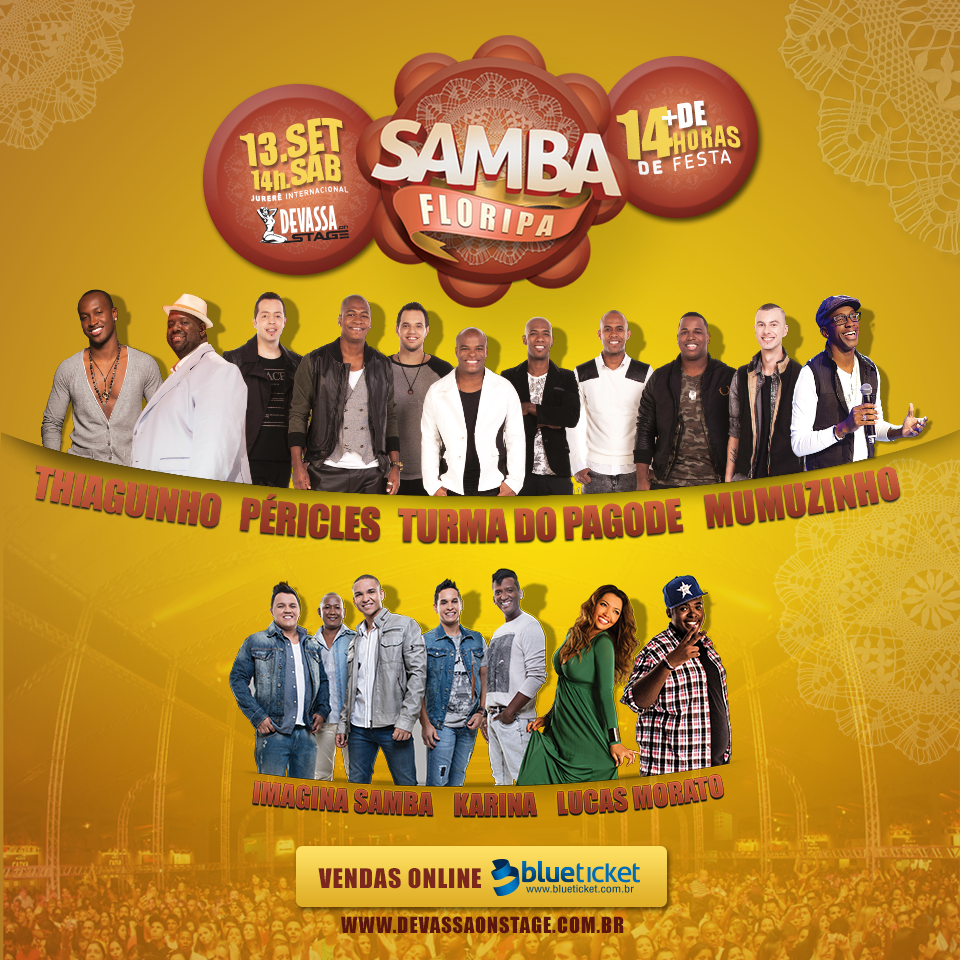 13.SET
14h.SAB
JURERÊ INTERNACIONAL
DEVASSA
on
STAGE
SAMBA
FLORIPA
14+DE
HORAS
DE FESTA
THIAGUINHO PÉRICLES TURMA DO PAGODE MUMUZINHO
IMAGINA SAMBA KARINA LUCAS MORATO
VENDAS ONLINE blueticket
www.blueticket.com.br
WWW.DEVASSAONSTAGE.COM.BR